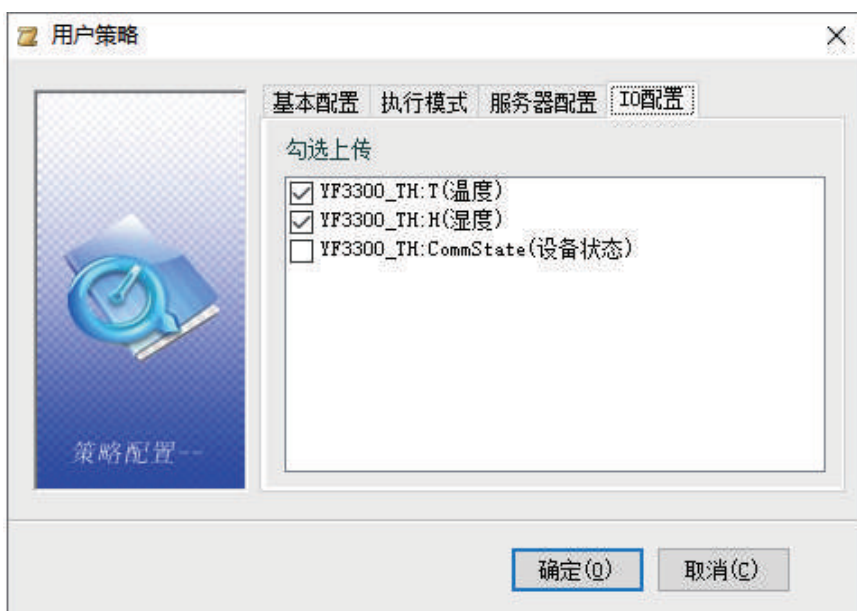 用户策略
基本配置 执行模式 服务器配置 IO配置
勾选上传
YF3300_TH:T(温度)
YF3300_TH:H(湿度)
YF3300_TH:CommState(设备状态)
策略配置--
确定(O) 取消(C)